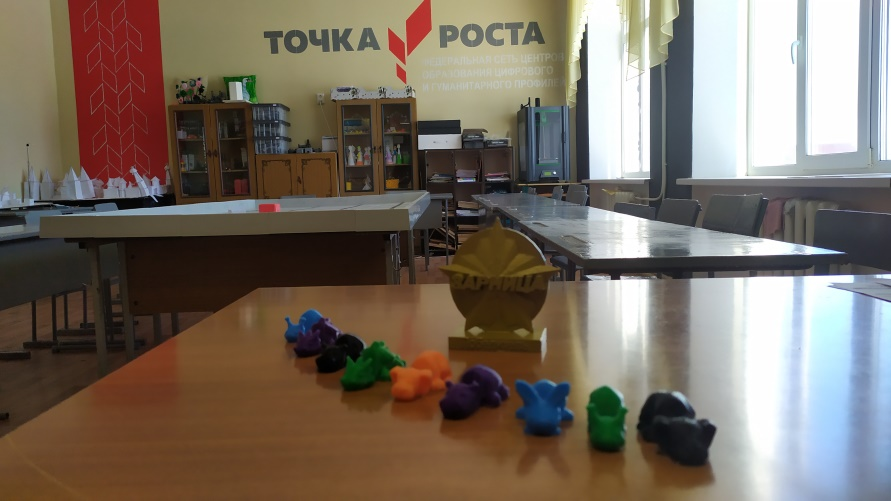 ТОЧКА РОСТА
ФЕДЕРАЛЬНАЯ СЕТЬ ЦЕНТРОВ
ОБРАЗОВАНИЯ ЦИФРОВОГО
И ГУМАНИТАРНОГО ПРОФИЛЕЙ
ЗАРНИЦА